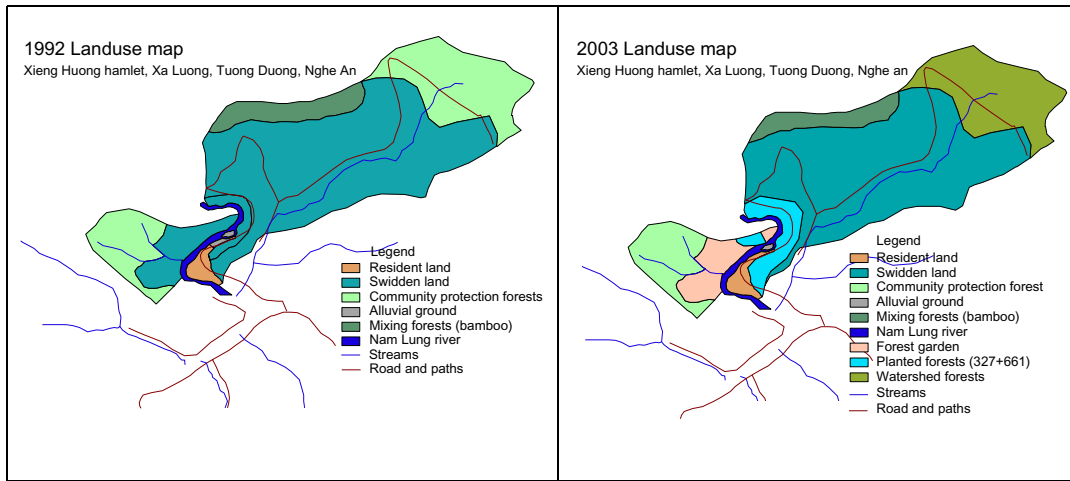 1992 Landuse map
Xieng Huong hamlet, Xa Luong, Tuong Duong, Nghe An
Legend
Resident land
Swidden land
Community protection forests
Alluvial ground
Mixing forests (bamboo)
Nam Lung river
Streams
Road and paths
2003 Landuse map
Xieng Huong hamlet, Xa Luong, Tuong Duong, Nghe an
Legend
Resident land
Swidden land
Community protection forest
Alluvial ground
Mixing forests (bamboo)
Nam Lung river
Forest garden
Planted forests (327+661)
Watershed forests
Streams
Road and paths